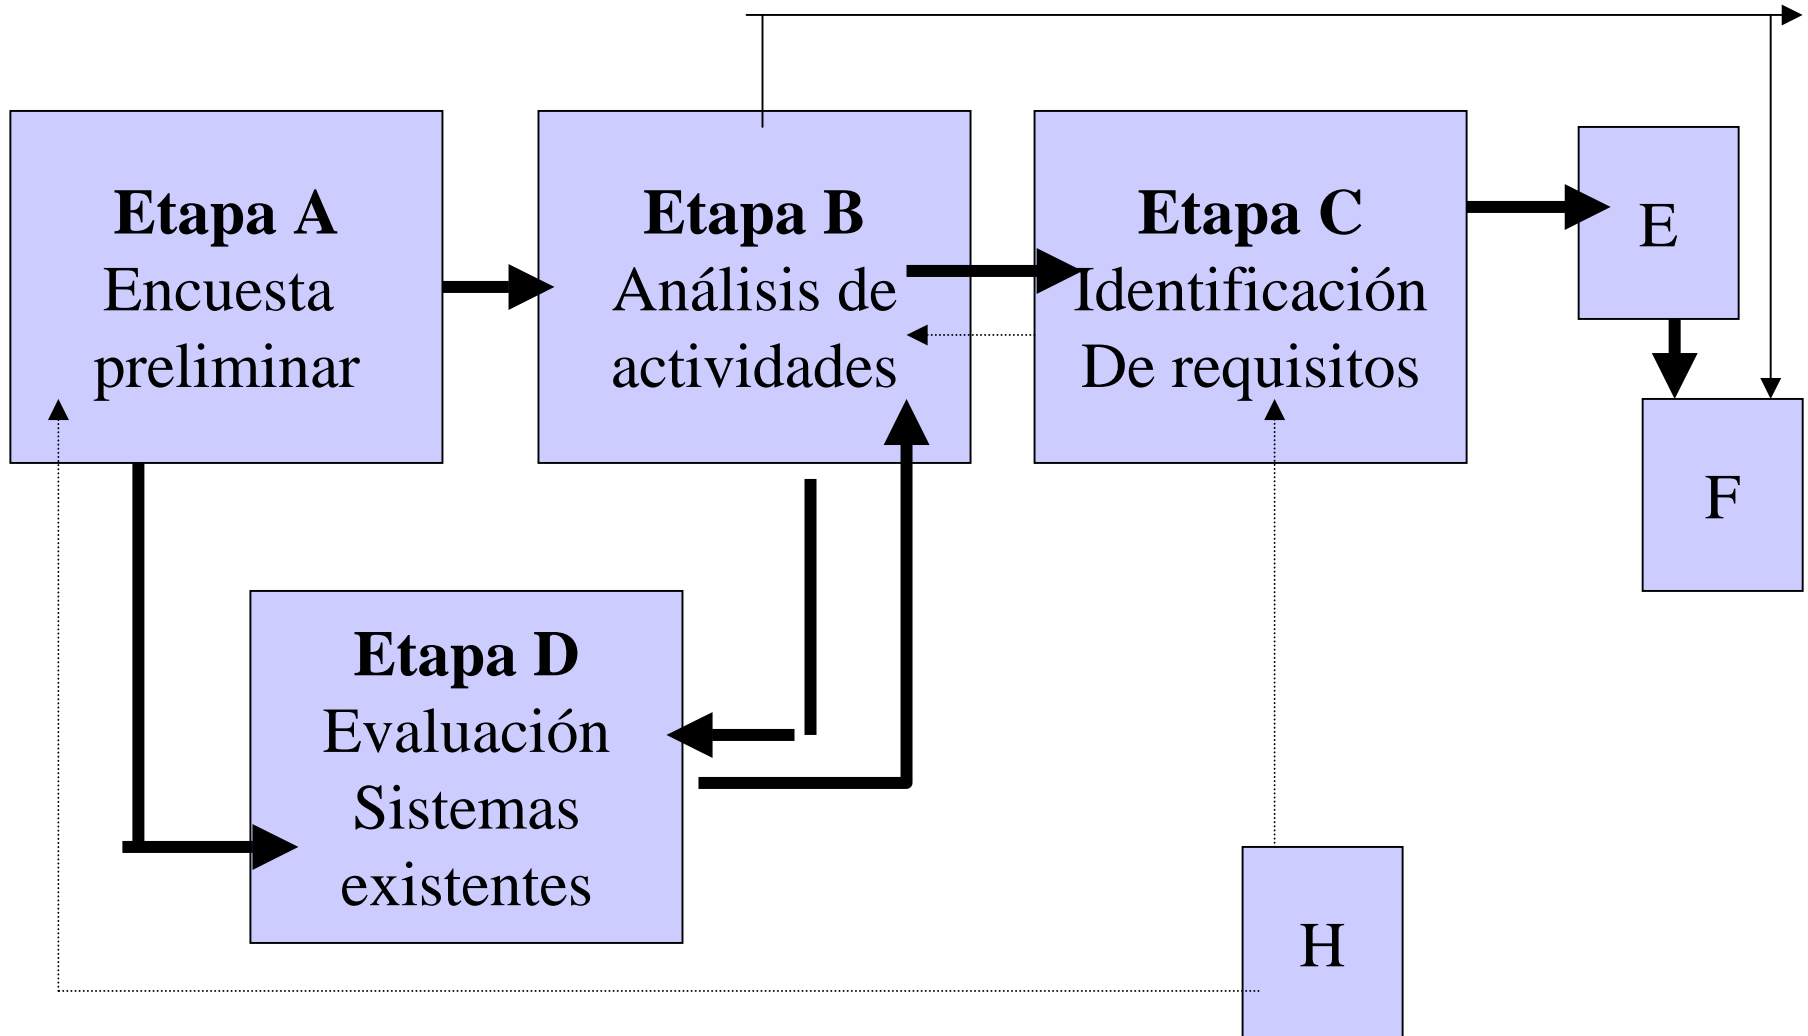 Etapa A
Encuesta
preliminar
Etapa B
Análisis de
actividades
Etapa C
Identificación
De requisitos
E
F
Etapa D
Evaluación
Sistemas
existentes
H